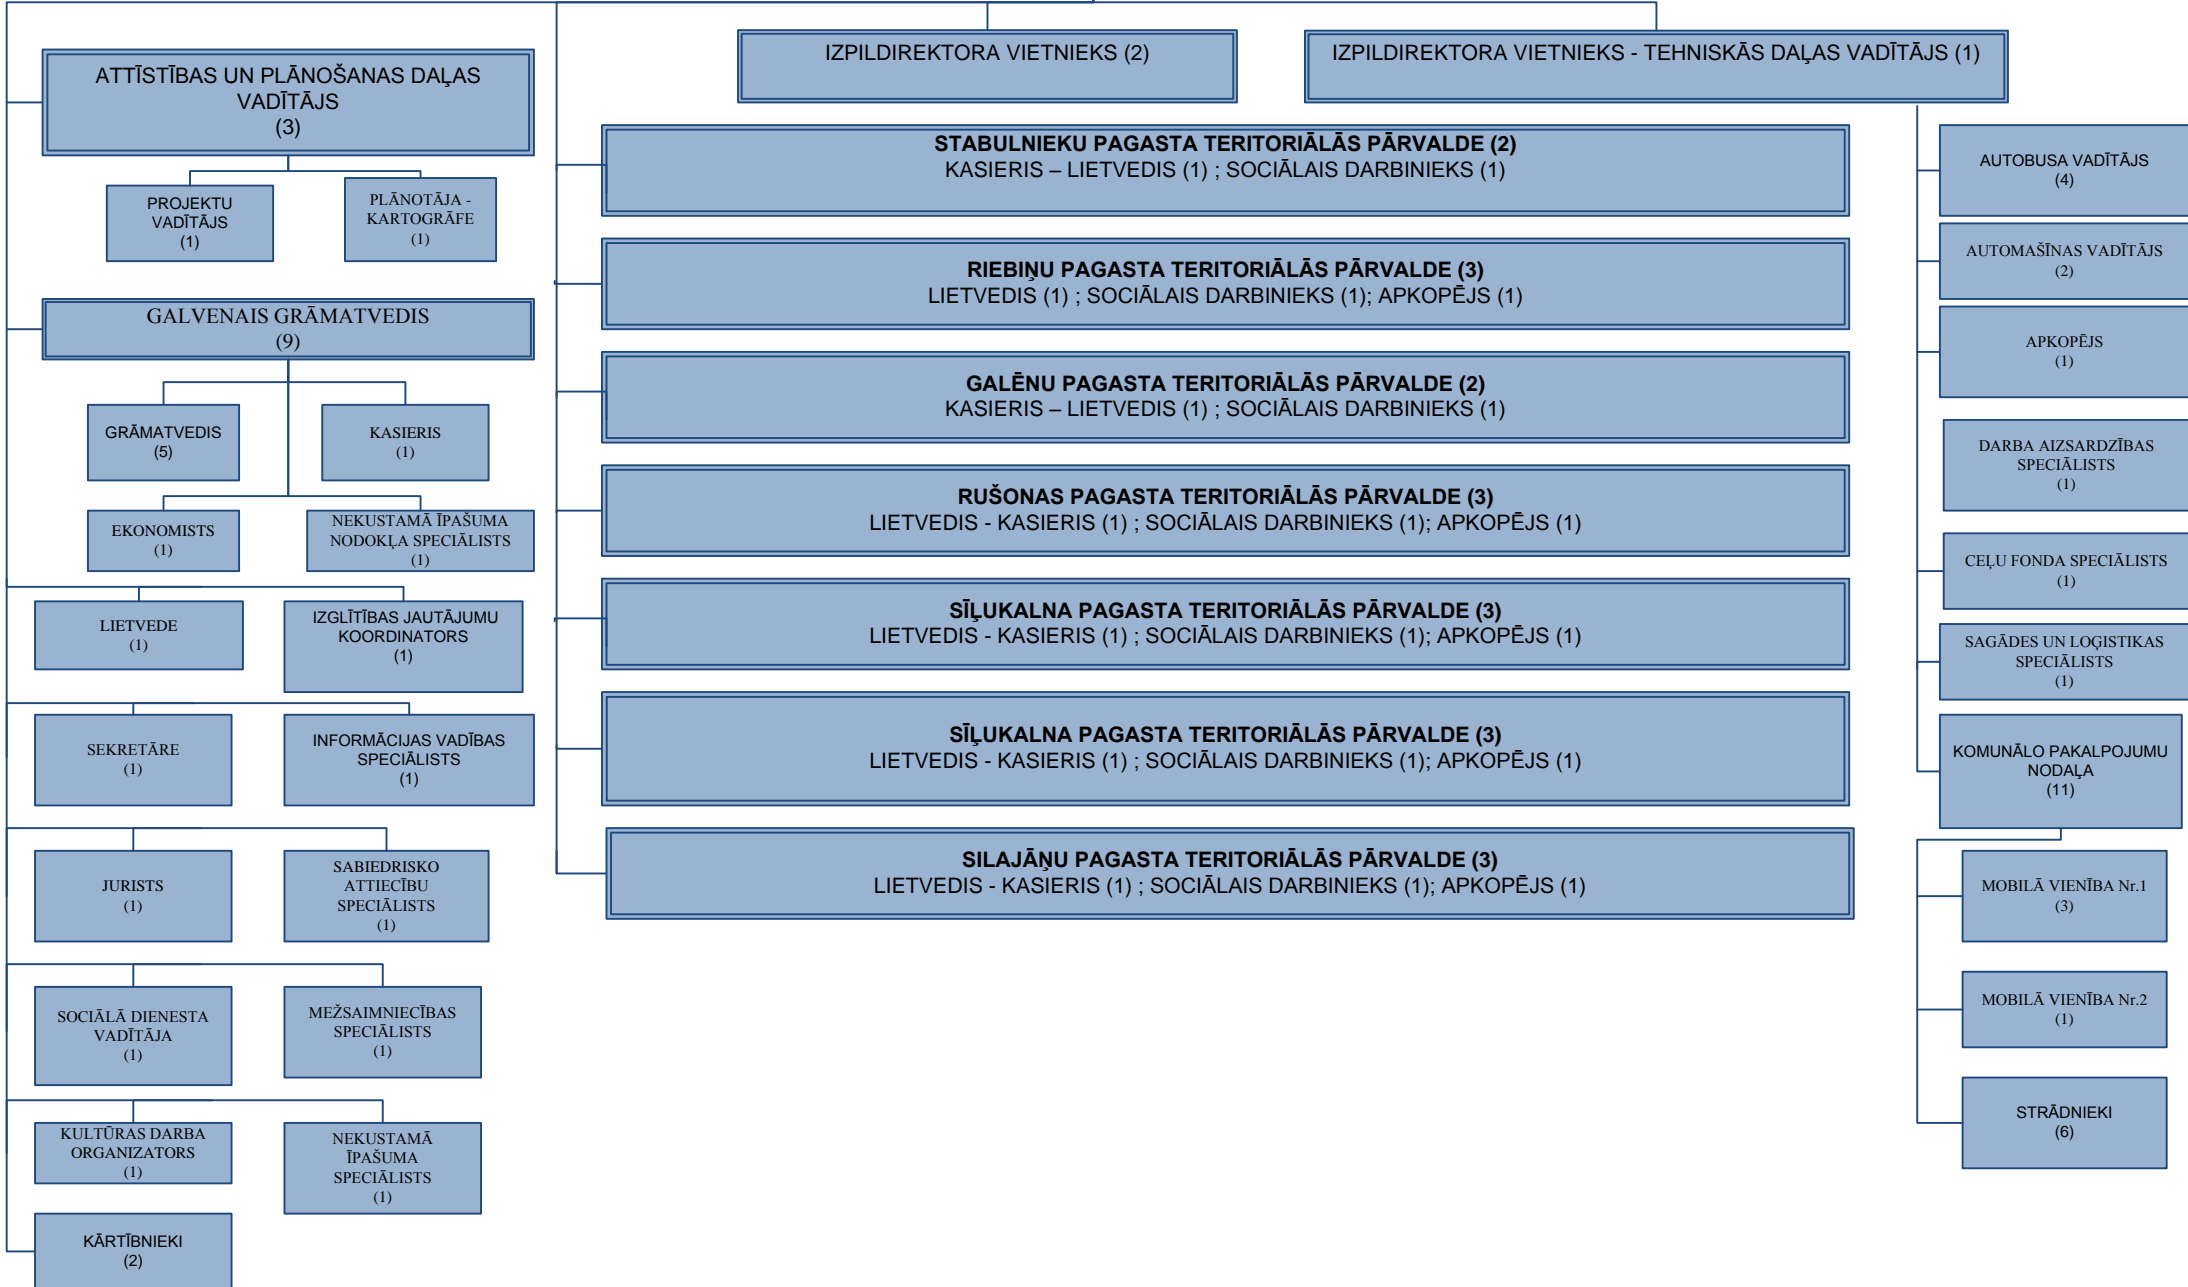 IZPILDIREKTORA VIETNIEKS (2)
IZPILDIREKTORA VIETNIEKS - TEHNISKĀS DAĻAS VADĪTĀJS (1)
ATTĪSTĪBAS UN PLĀNOŠANAS DAĻAS
VADĪTĀJS
(3)
PROJEKTU
VADĪTĀJS
(1)
PLĀNOTĀJA -
KARTOGRĀFE
(1)
GALVENAIS GRĀMATVEDIS
(9)
GRĀMATVEDIS
(5)
KASIERIS
(1)
EKONOMISTS
(1)
NEKUSTAMĀ ĪPAŠUMA
NODOKĻA SPECIĀLISTS
(1)
LIETVEDE
(1)
IZGLĪTĪBAS JAUTĀJUMU
KOORDINATORS
(1)
SEKRETĀRE
(1)
INFORMĀCIJAS VADĪBAS
SPECIĀLISTS
(1)
JURISTS
(1)
SABIEDRISKO
ATTIECĪBU
SPECIĀLISTS
(1)
SOCIĀLĀ DIENESTA
VADĪTĀJA
(1)
MEŽSAIMNIECĪBAS
SPECIĀLISTS
(1)
KULTŪRAS DARBA
ORGANIZATORS
(1)
NEKUSTAMĀ
ĪPAŠUMA
SPECIĀLISTS
(1)
KĀRTĪBNIEKI
(2)
STABULNIEKU PAGASTA TERITORIĀLĀS PĀRVALDE (2)
KASIERIS – LIETVEDIS (1) ; SOCIĀLAIS DARBINIEKS (1)
RIEBIŅU PAGASTA TERITORIĀLĀS PĀRVALDE (3)
LIETVEDIS (1) ; SOCIĀLAIS DARBINIEKS (1); APKOPĒJS (1)
GALĒNU PAGASTA TERITORIĀLĀS PĀRVALDE (2)
KASIERIS – LIETVEDIS (1) ; SOCIĀLAIS DARBINIEKS (1)
RUŠONAS PAGASTA TERITORIĀLĀS PĀRVALDE (3)
LIETVEDIS - KASIERIS (1) ; SOCIĀLAIS DARBINIEKS (1); APKOPĒJS (1)
SĪĻUKALNA PAGASTA TERITORIĀLĀS PĀRVALDE (3)
LIETVEDIS - KASIERIS (1) ; SOCIĀLAIS DARBINIEKS (1); APKOPĒJS (1)
SĪĻUKALNA PAGASTA TERITORIĀLĀS PĀRVALDE (3)
LIETVEDIS - KASIERIS (1) ; SOCIĀLAIS DARBINIEKS (1); APKOPĒJS (1)
SILAJĀŅU PAGASTA TERITORIĀLĀS PĀRVALDE (3)
LIETVEDIS - KASIERIS (1) ; SOCIĀLAIS DARBINIEKS (1); APKOPĒJS (1)
AUTOBUSA VADĪTĀJS
(4)
AUTOMAŠĪNAS VADĪTĀJS
(2)
APKOPĒJS
(1)
DARBA AIZSARDZĪBAS
SPECIĀLISTS
(1)
CEĻU FONDA SPECIĀLISTS
(1)
SAGĀDES UN LOĢISTIKAS
SPECIĀLISTS
(1)
KOMUNĀLO PAKALPOJUMU
NODAĻA
(11)
MOBILĀ VIENĪBA Nr.1
(3)
MOBILĀ VIENĪBA Nr.2
(1)
STRĀDNIEKI
(6)